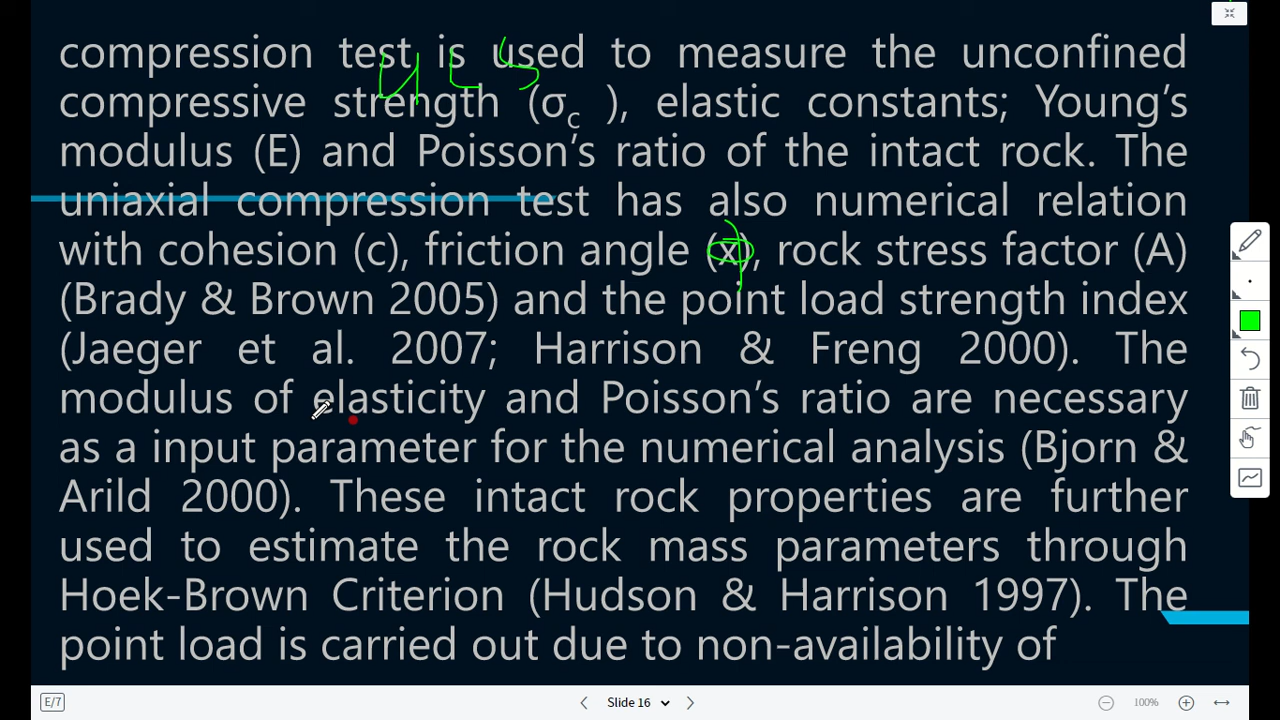 compression test is used to measure the unconfined
UCS
compressive strength (σc ), elastic constants; Young’s
modulus (E) and Poisson’s ratio of the intact rock. The
uniaxial compression test has also numerical relation
with cohesion (c), friction angle (x), rock stress factor (A)
(Brady & Brown 2005) and the point load strength index
(Jaeger et al. 2007; Harrison & Freng 2000). The
modulus of elasticity and Poisson’s ratio are necessary
as a input parameter for the numerical analysis (Bjorn &
Arild 2000). These intact rock properties are further
used to estimate the rock mass parameters through
Hoek-Brown Criterion (Hudson & Harrison 1997). The
point load is carried out due to non-availability of
E/7
Slide 16
100%